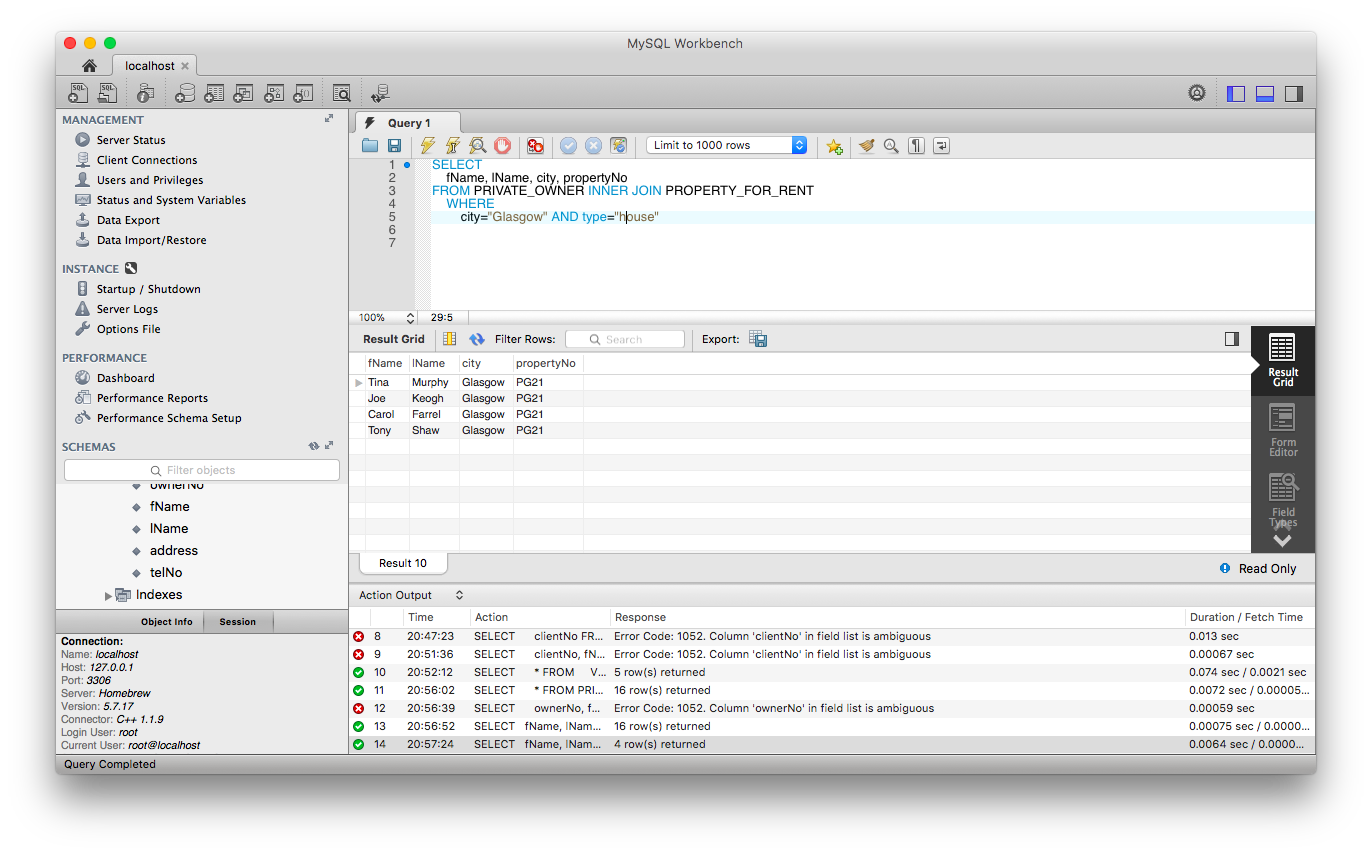 MySQL Workbench
localhost
MANAGEMENT
Server Status
Client Connections
Users and Privileges
Status and System Variables
Data Export
Data Import/Restore
INSTANCE
Startup / Shutdown
Server Logs
Options File
PERFORMANCE
Dashboard
Performance Reports
Performance Schema Setup
SCHEMAS
Filter objects
ownerNo
fName
lName
address
telNo
Indexes
Object Info Session
Connection:
Name: localhost
Host: 127.0.0.1
Port: 3306
Server: Homebrew
Version: 5.7.17
Connector: C++ 1.1.9
Login User: root
Current User: root@localhost
Query 1
Limit to 1000 rows
1 SELECT
2 fName, lName, city, propertyNo
3 FROM PRIVATE_OWNER INNER JOIN PROPERTY_FOR_RENT
4 WHERE
5 city="Glasgow" AND type="house"
6
7
100% 29:5
Result Grid Filter Rows: Search Export:
fName lName city propertyNo
Tina Murphy Glasgow PG21
Joe Keogh Glasgow PG21
Carol Farrel Glasgow PG21
Tony Shaw Glasgow PG21
Result
Grid
Form
Editor
Field
Types
Result 10
Read Only
Action Output
Time Action Response Duration / Fetch Time
8 20:47:23 SELECT clientNo FR... Error Code: 1052. Column 'clientNo' in field list is ambiguous 0.013 sec
9 20:51:36 SELECT clientNo, fN... Error Code: 1052. Column 'clientNo' in field list is ambiguous 0.00067 sec
10 20:52:12 SELECT * FROM V... 5 row(s) returned 0.074 sec / 0.0021 sec
11 20:56:02 SELECT * FROM PRI... 16 row(s) returned 0.0072 sec / 0.00005...
12 20:56:39 SELECT ownerNo, f... Error Code: 1052. Column 'ownerNo' in field list is ambiguous 0.00059 sec
13 20:56:52 SELECT fName, lNam... 16 row(s) returned 0.00075 sec / 0.0000...
14 20:57:24 SELECT fName, lNam... 4 row(s) returned 0.0064 sec / 0.0000...
Query Completed